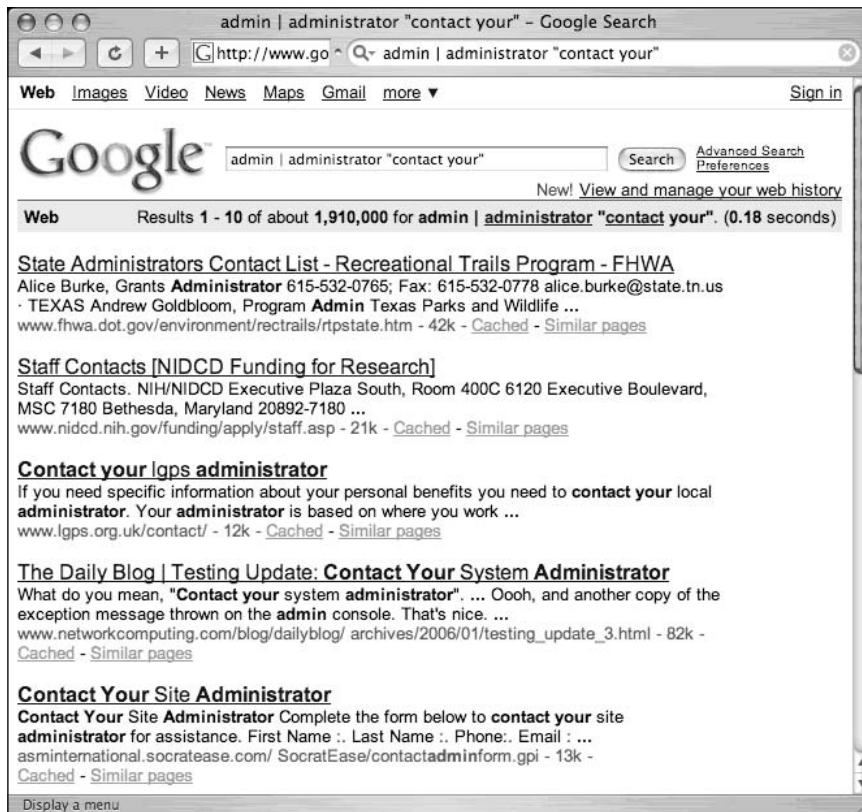 admin | administrator "contact your" - Google Search
G http://www.go admin | administrator "contact your"
Web Images Video News Maps Gmail more ▼ Sign in
Google™ admin | administrator "contact your" Search Advanced Search
Preferences
New! View and manage your web history
Web Results 1 - 10 of about 1,910,000 for admin | administrator "contact your". (0.18 seconds)
State Administrators Contact List - Recreational Trails Program - FHWA
Alice Burke, Grants Administrator 615-532-0765; Fax: 615-532-0778 alice.burke@state.tn.us
· TEXAS Andrew Goldbloom, Program Admin Texas Parks and Wildlife ...
www.fhwa.dot.gov/environment/rectrails/rtpstate.htm - 42k - Cached - Similar pages
Staff Contacts [NIDCD Funding for Research]
Staff Contacts. NIH/NIDCD Executive Plaza South, Room 400C 6120 Executive Boulevard,
MSC 7180 Bethesda, Maryland 20892-7180 ...
www.nidcd.nih.gov/funding/apply/staff.asp - 21k - Cached - Similar pages
Contact your lgps administrator
If you need specific information about your personal benefits you need to contact your local
administrator. Your administrator is based on where you work ...
www.lgps.org.uk/contact/ - 12k - Cached - Similar pages
The Daily Blog | Testing Update: Contact Your System Administrator
What do you mean, "Contact your system administrator". ... Oooh, and another copy of the
exception message thrown on the admin console. That's nice. ...
www.networkcomputing.com/blog/dailyblog/ archives/2006/01/testing_update_3.html - 82k -
Cached - Similar pages
Contact Your Site Administrator
Contact Your Site Administrator Complete the form below to contact your site
administrator for assistance. First Name :. Last Name :. Phone:. Email : ...
asminternational.socratease.com/ SocratEase/contactadminform.gpi - 13k -
Cached - Similar pages
Display a menu